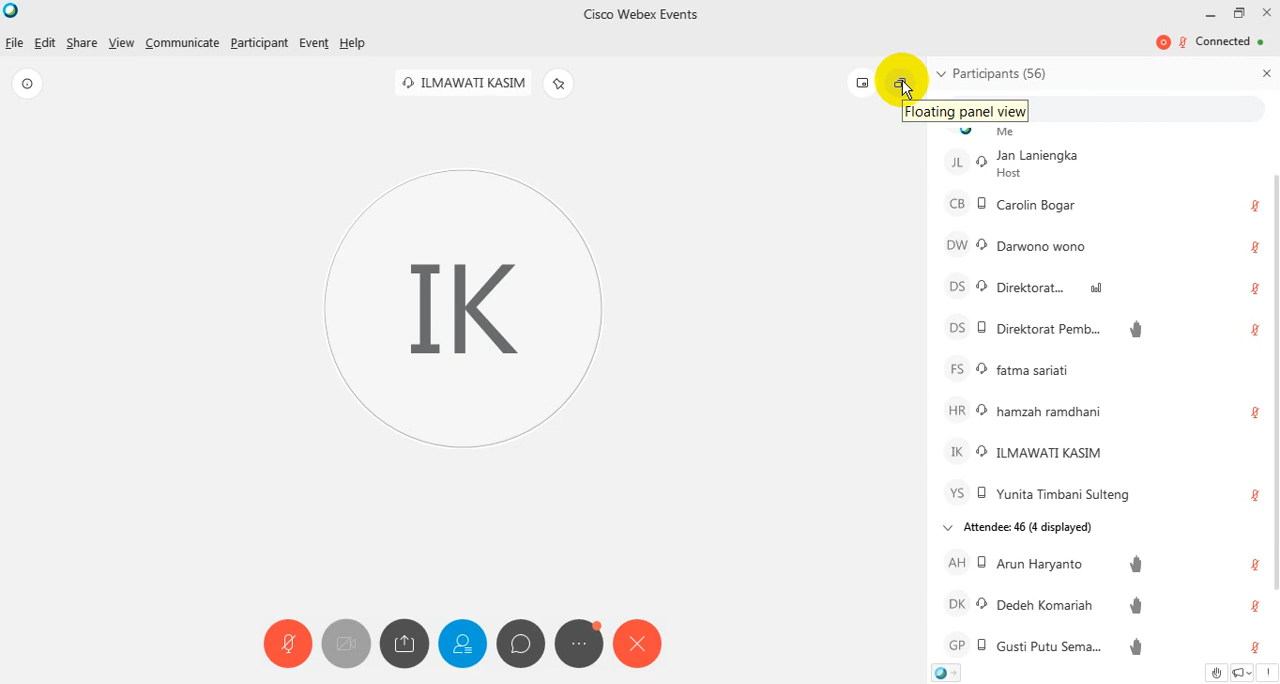 Cisco Webex Events
File Edit Share View Communicate Participant Event Help
Connected
ILMAWATI KASIM
Participants (56)
Floating panel view
Me
JL Jan Laniengka
Host
CB Carolin Bogar
DW Darwono wono
DS Direktorat...
DS Direktorat Pemb...
FS fatma sariati
HR hamzah ramdhani
IK ILMAWATI KASIM
YS Yunita Timbani Sulteng
Attendee: 46 (4 displayed)
AH Arun Haryanto
DK Dedeh Komariah
GP Gusti Putu Sema...
IK